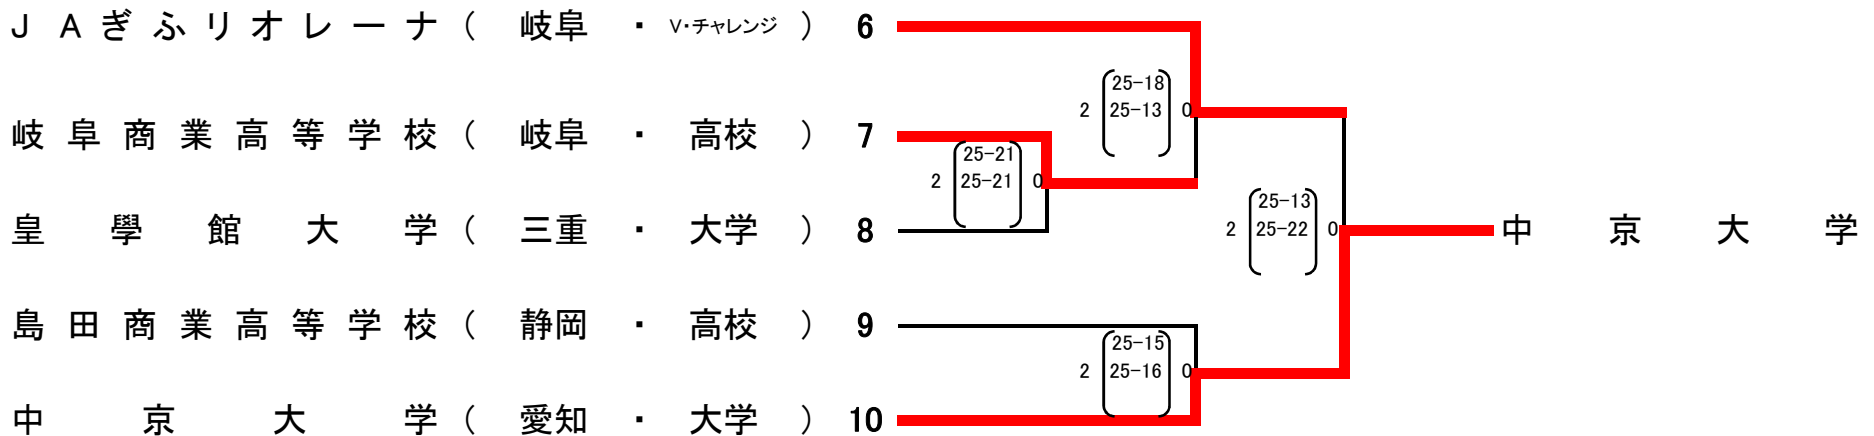 JAぎふリオレーナ( 岐阜 ・ V・チャレンジ ) 6
25-18
2 25-13 0
岐阜商業高等学校( 岐阜 ・ 高校 ) 7
25-21
2 25-21 0
25-13
2 25-22 0
皇學館大学( 三重 ・ 大学 ) 8
中京大学
島田商業高等学校( 静岡 ・ 高校 ) 9
25-15
2 25-16 0
中京大学( 愛知 ・ 大学 ) 10